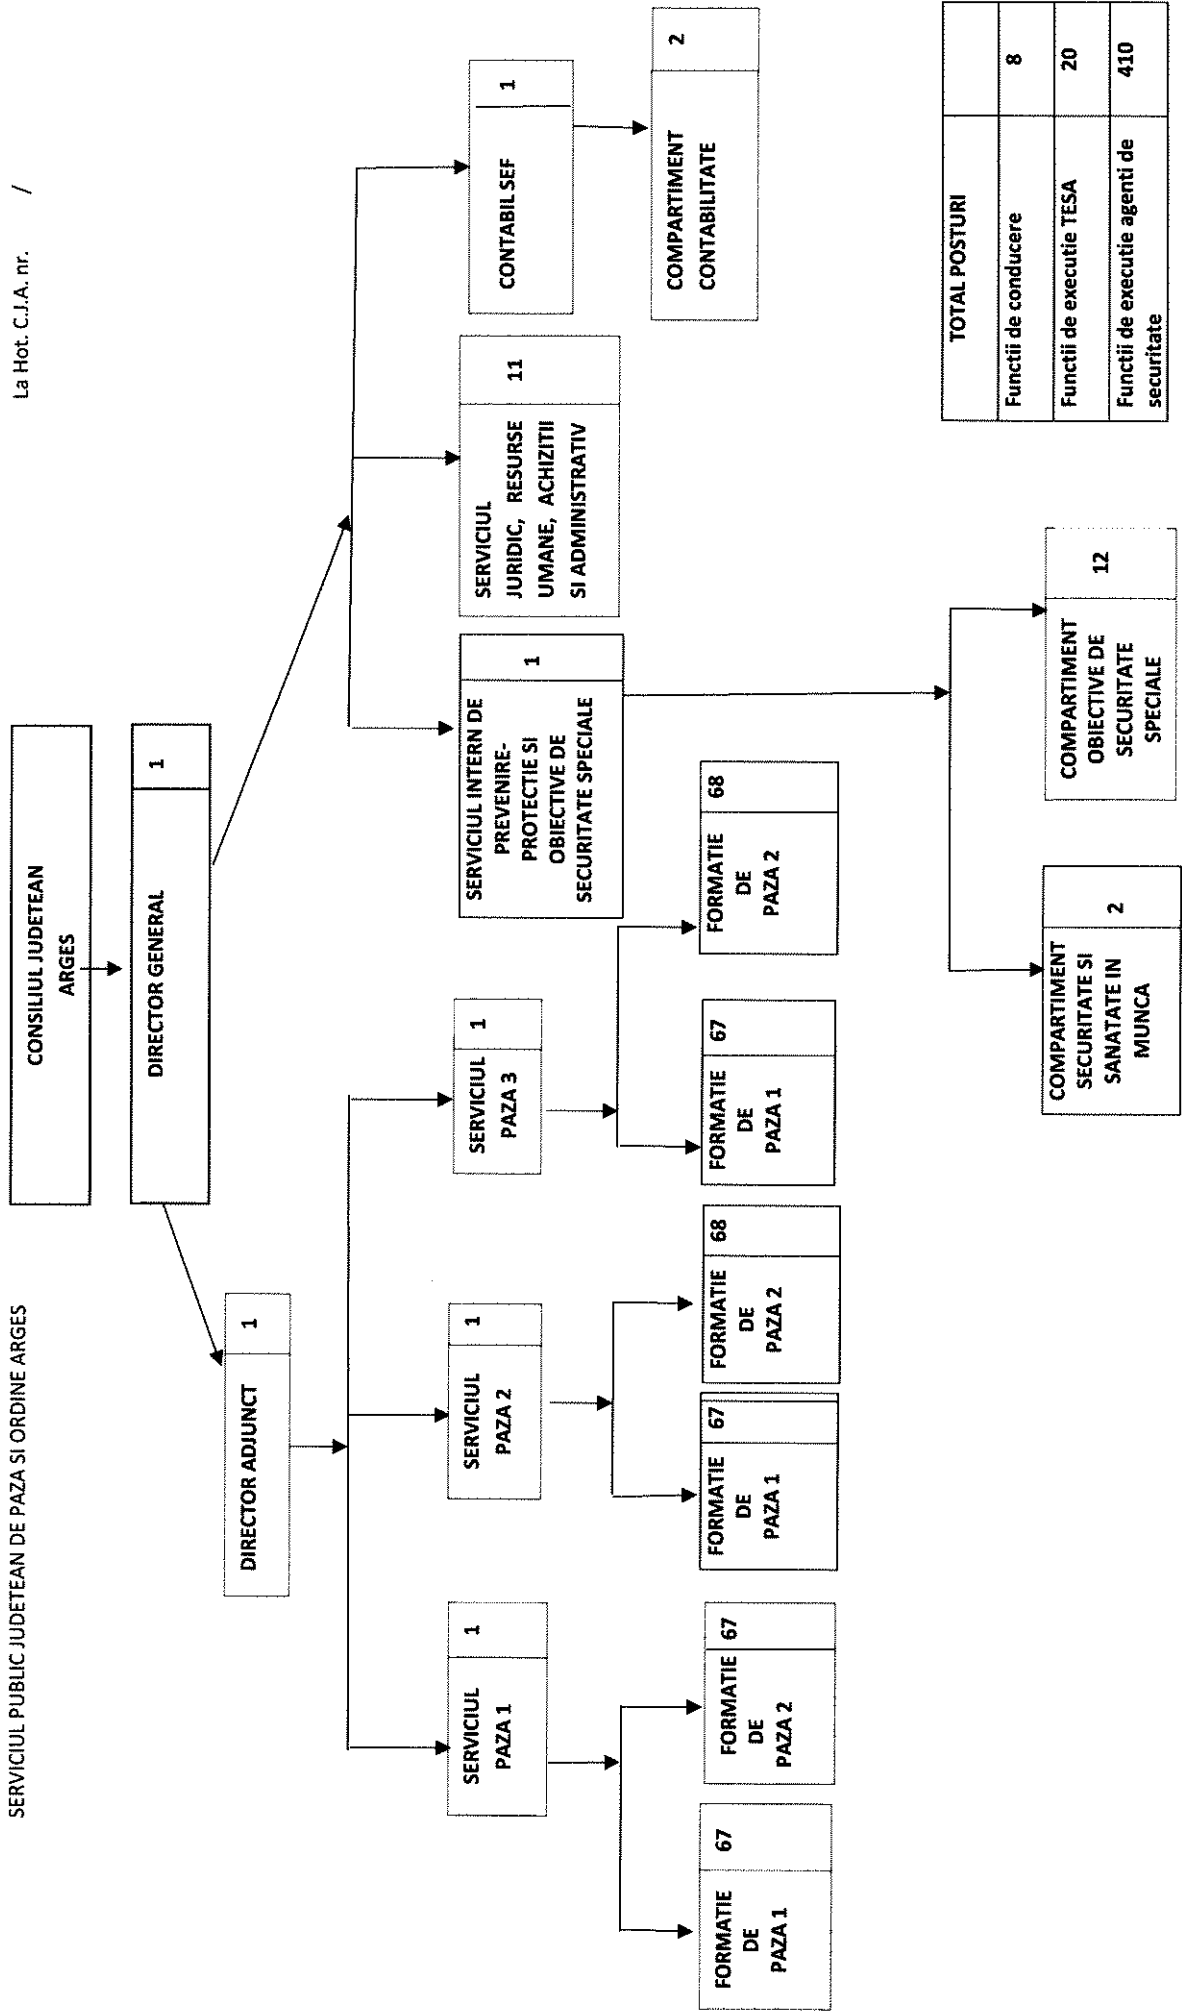 La Hot. C.J.A. nr. /
SERVICIUL PUBLIC JUDETEAN DE PAZA SI ORDINE ARGES
CONSILIUL JUDETEAN
ARGES
DIRECTOR GENERAL
1
DIRECTOR ADJUNCT
1
SERVICIUL
PAZA 1
1
SERVICIUL
PAZA 2
1
SERVICIUL
PAZA 3
1
SERVICIUL INTERN DE
PREVENIRE-
PROTECTIE SI
OBIECTIVE DE
SECURITATE SPECIALE
1
SERVICIUL
JURIDIC, RESURSE
UMANE, ACHIZITII
SI ADMINISTRATIV
11
CONTABIL SEF
1
COMPARTIMENT
CONTABILITATE
2
FORMATIE
DE
PAZA 1
67
FORMATIE
DE
PAZA 2
67
FORMATIE
DE
PAZA 1
67
FORMATIE
DE
PAZA 2
68
FORMATIE
DE
PAZA 1
67
FORMATIE
DE
PAZA 2
68
COMPARTIMENT
SECURITATE SI
SANATATE IN
MUNCA
2
COMPARTIMENT
OBIECTIVE DE
SECURITATE
SPECIALE
12
TOTAL POSTURI
Functii de conducere 8
Functii de executie TESA 20
Functii de executie agenti de 410
securitate